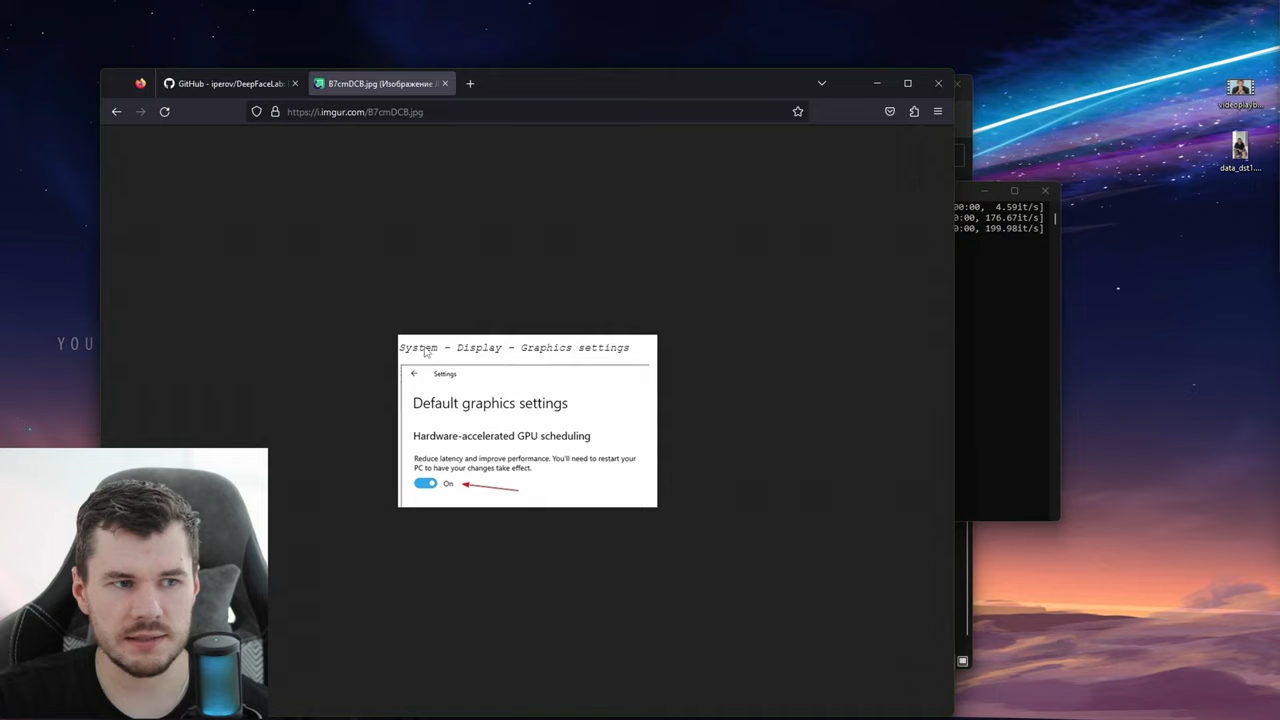 GitHub - iperov/DeepFaceLab:
B7cmDCB.jpg (Изображение
https://i.imgur.com/B7cmDCB.jpg
videoplayb...
data_dst1....
00:00, 4.59it/s]
0:00, 176.67it/s]
0:00, 199.98it/s]
YOU
System - Display - Graphics settings
Settings
Default graphics settings
Hardware-accelerated GPU scheduling
Reduce latency and improve performance. You'll need to restart your
PC to have your changes take effect.
On